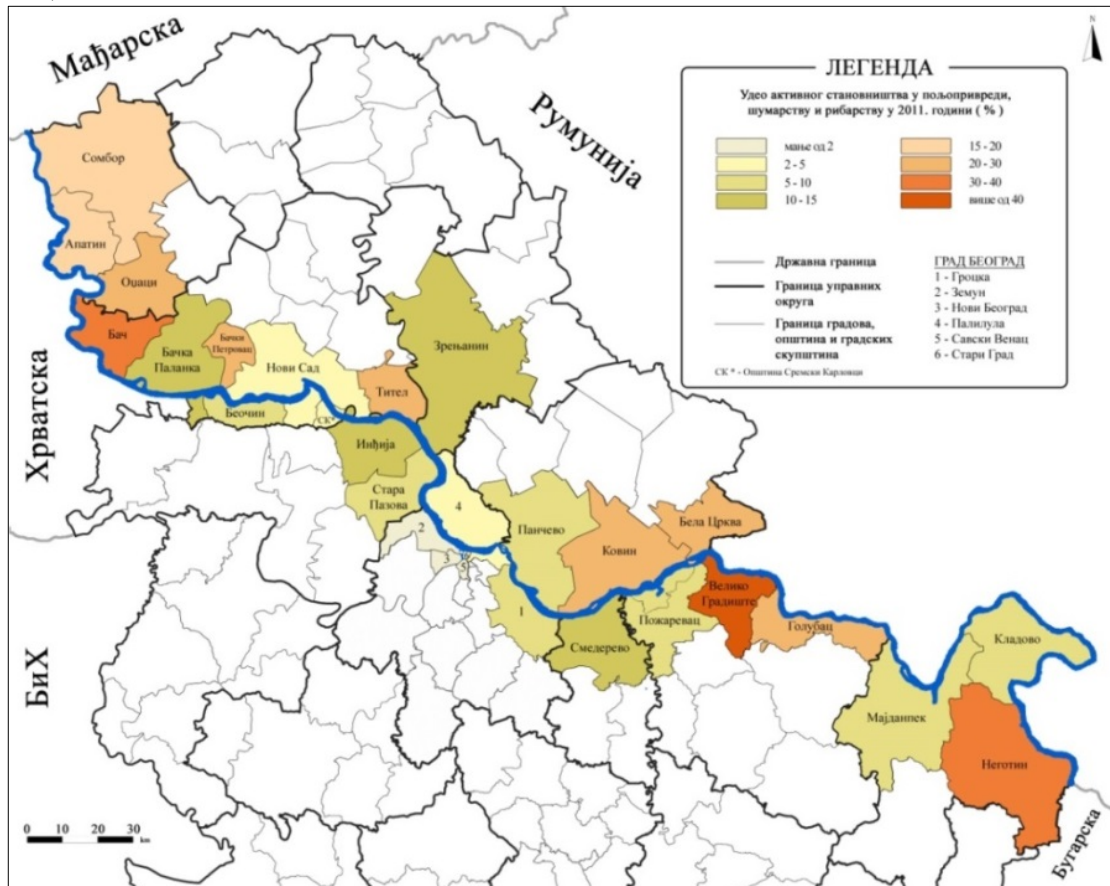 Мађарска
Румунија
Хрватска
БиХ
Бугарска
ЛЕГЕНДА
Удео активног становништва у пољопривреди,
шумарству и рибарству у 2011. години ( % )
мање од 2
2 - 5
5 - 10
10 - 15
15 - 20
20 - 30
30 - 40
више од 40
Државна граница
Граница управних
округа
Граница градова,
општина и градских
скупштина
СК * - Општина Сремски Карловци
ГРАД БЕОГРАД
1 - Гроцка
2 - Земун
3 - Нови Београд
4 - Палилула
5 - Савски Венац
6 - Стари Град
N
Сомбор
Апатин
Оџаци
Бач
Бачка
Паланка
Бачки
Петровац
Нови Сад
Тител
Зрењанин
Беочин
СК*
Инђија
Стара
Пазова
4
2
3
5
1
Панчево
Ковин
Бела Црква
Смедерево
Пожаревац
Велико
Градиште
Голубац
Мајданпек
Кладово
Неготин
0 10 20 30
km